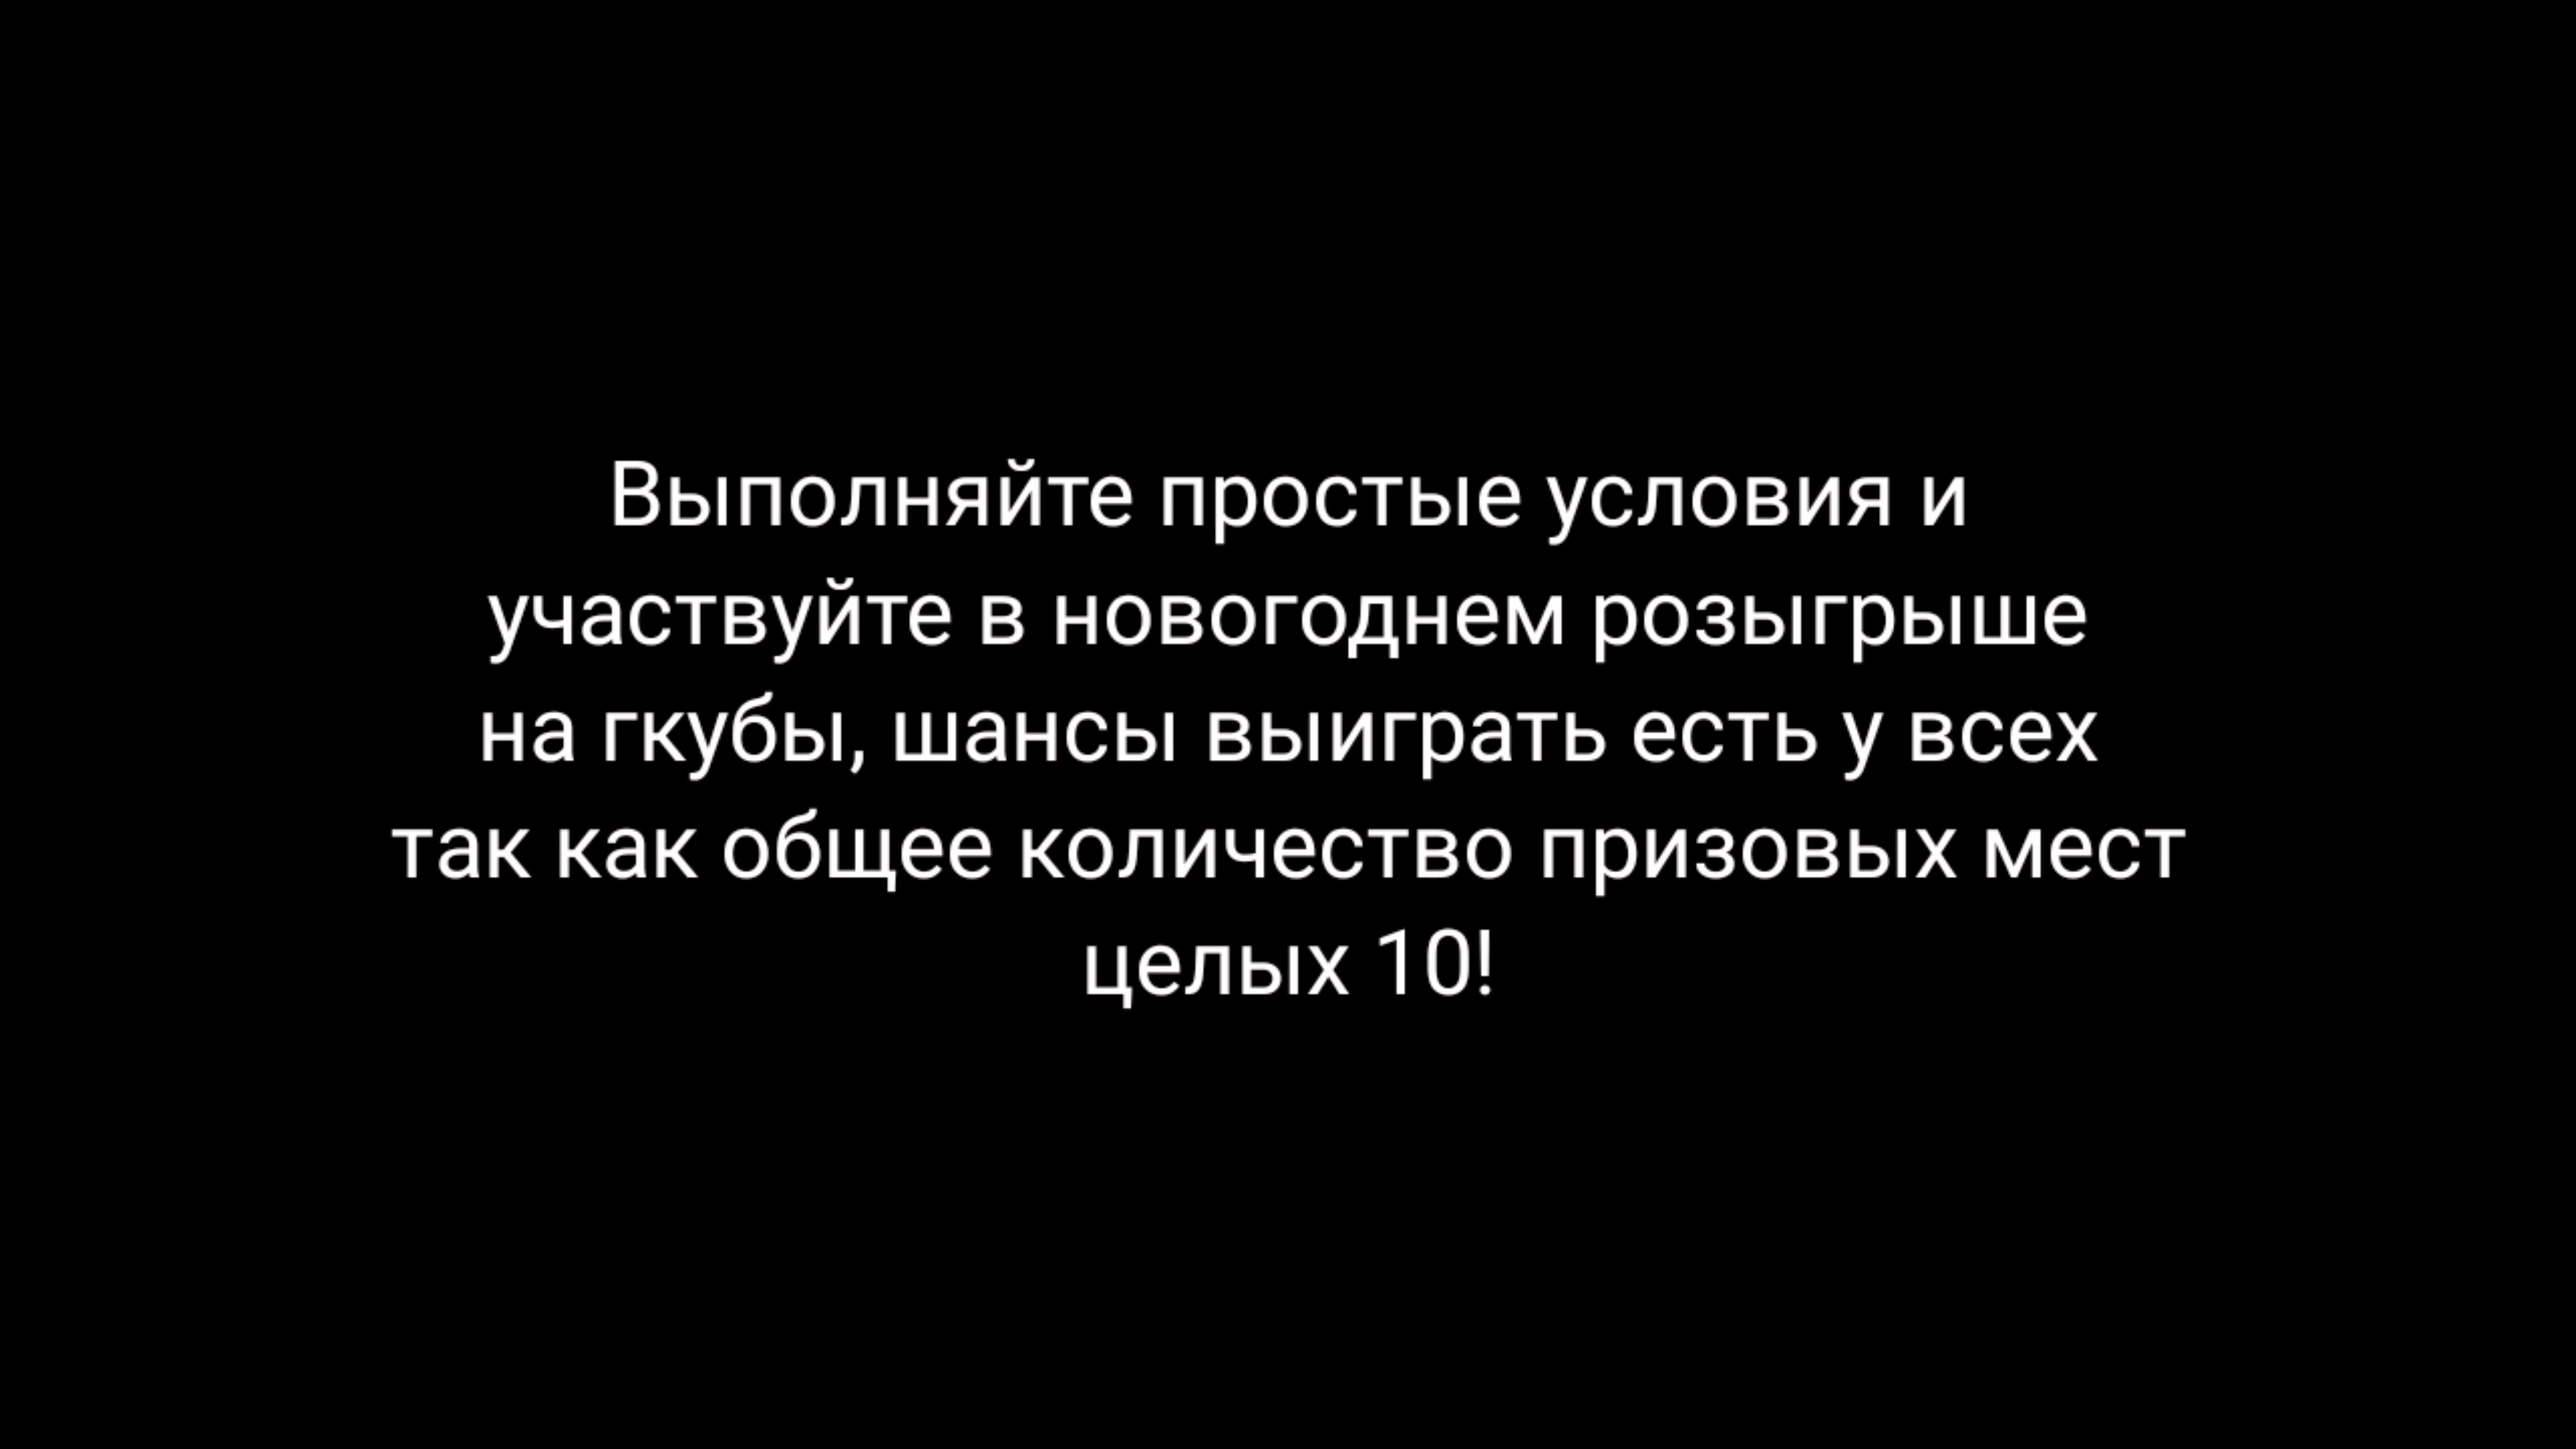 Выполняйте простые условия и
участвуйте в новогоднем розыгрыше
на гкубы, шансы выиграть есть у всех
так как общее количество призовых мест
целых 10!